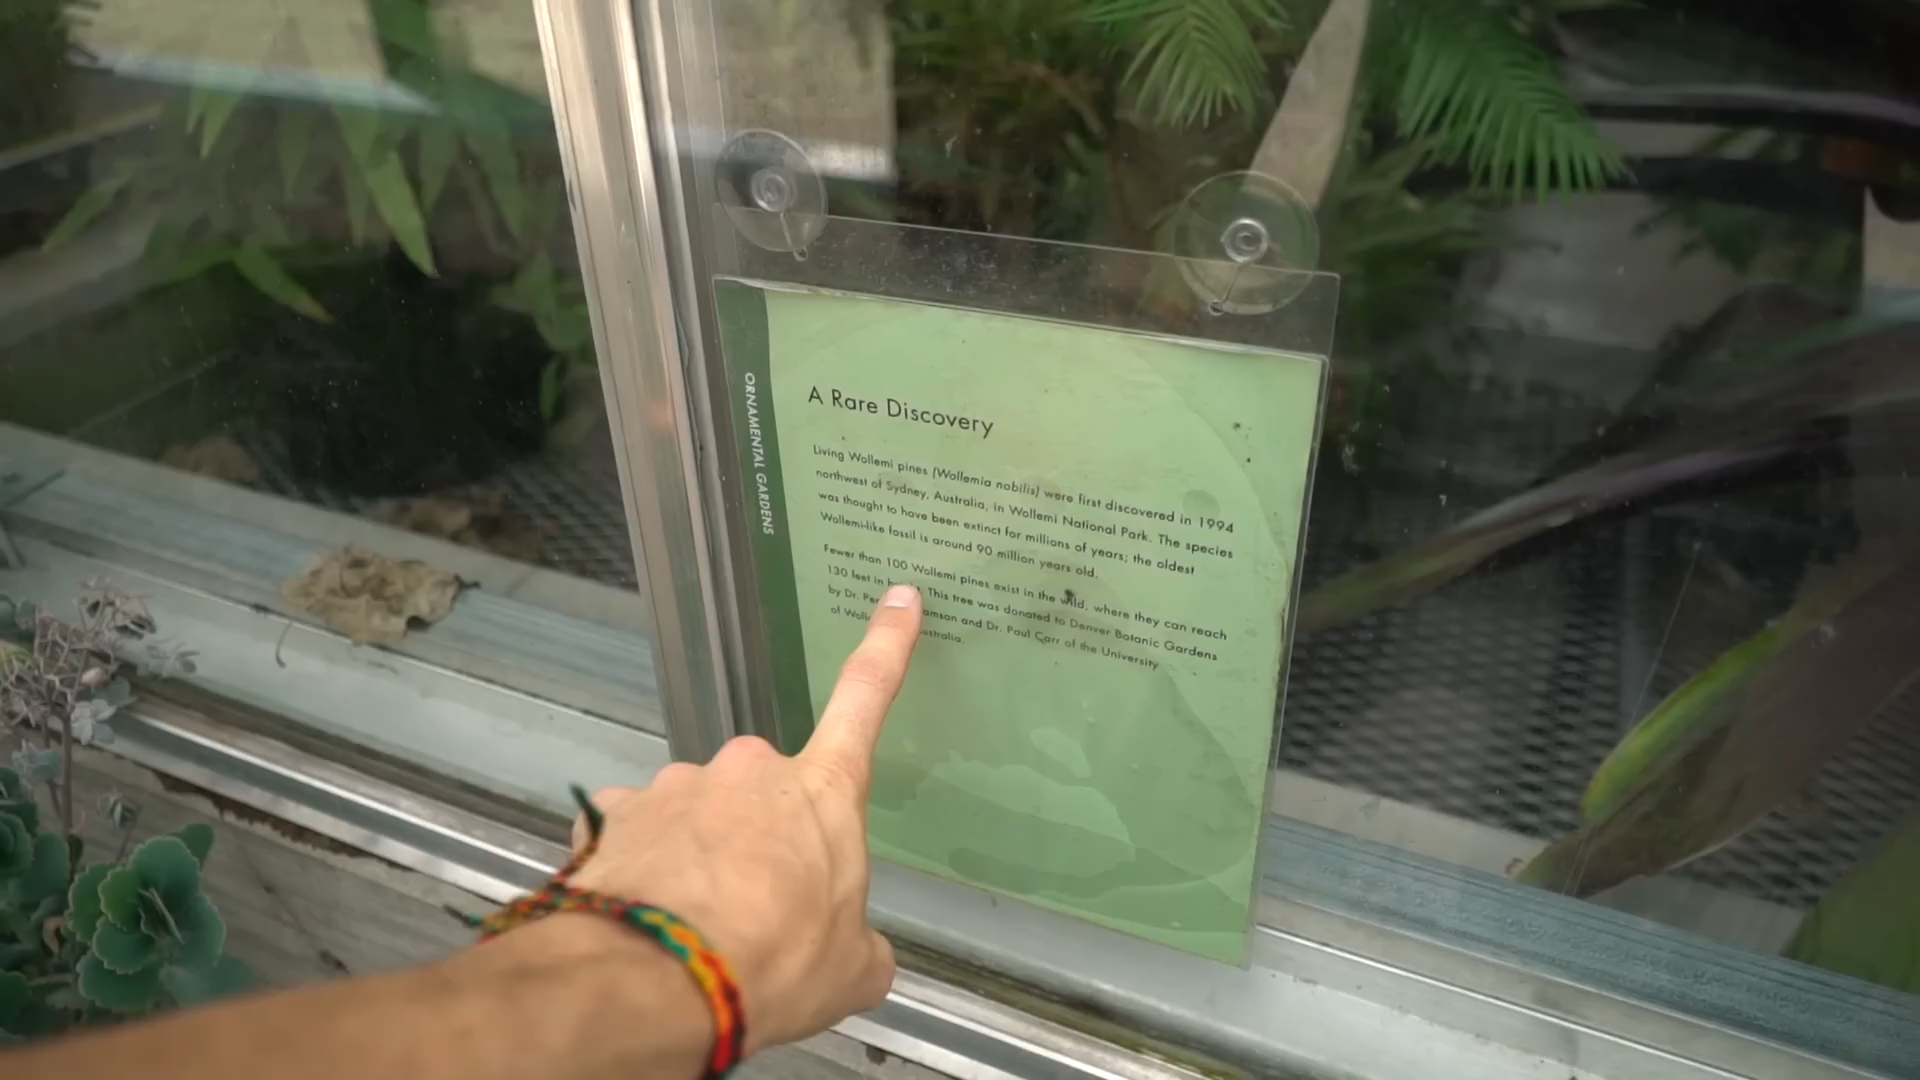 ORNAMENTAL GARDENS
A Rare Discovery
Living Wollemi pines (Wollemia nobilis) were first discovered in 1994
northwest of Sydney, Australia, in Wollemi National Park. The species
was thought to have been extinct for millions of years; the oldest
Wollemi-like fossil is around 90 million years old.
Fewer than 100 Wollemi pines exist in the wild, where they can reach
130 feet in This tree was donated to Denver Botanic Gardens
by Dr. and Dr. Paul Carr of the University
of